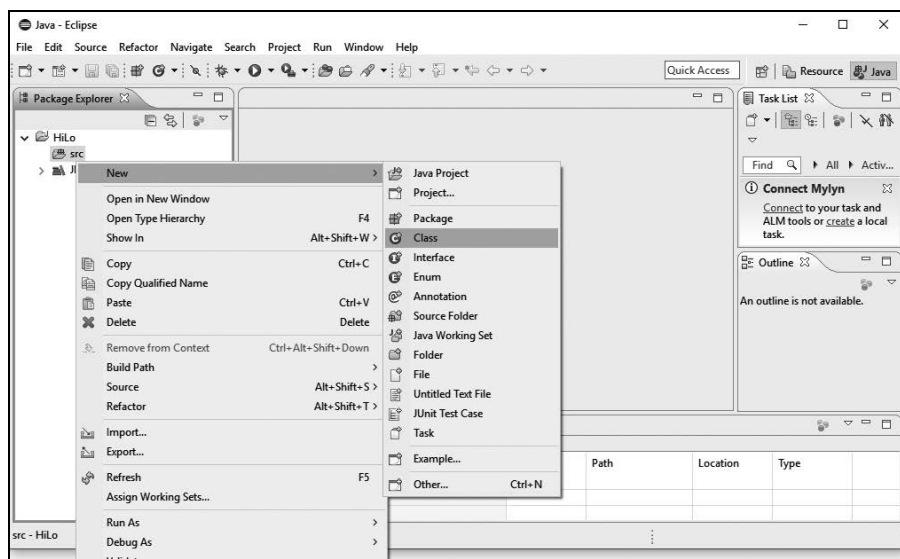 Java - Eclipse
File Edit Source Refactor Navigate Search Project Run Window Help
Quick Access
Resource
Java
Package Explorer
HiLo
src
New
Open in New Window
Open Type Hierarchy F4
Show In Alt+Shift+W >
Copy Ctrl+C
Copy Qualified Name
Paste Ctrl+V
Delete Delete
Remove from Context Ctrl+Alt+Shift+Down
Build Path
Source Alt+Shift+S >
Refactor Alt+Shift+T >
Import...
Export...
Refresh F5
Assign Working Sets...
Run As
Debug As
Java Project
Project...
Package
Class
Interface
Enum
Annotation
Source Folder
Java Working Set
Folder
File
Untitled Text File
JUnit Test Case
Task
Example...
Other... Ctrl+N
Task List
Find All Activ...
Connect Mylyn
Connect to your task and
ALM tools or create a local
task.
Outline
An outline is not available.
Path Location Type
src - HiLo